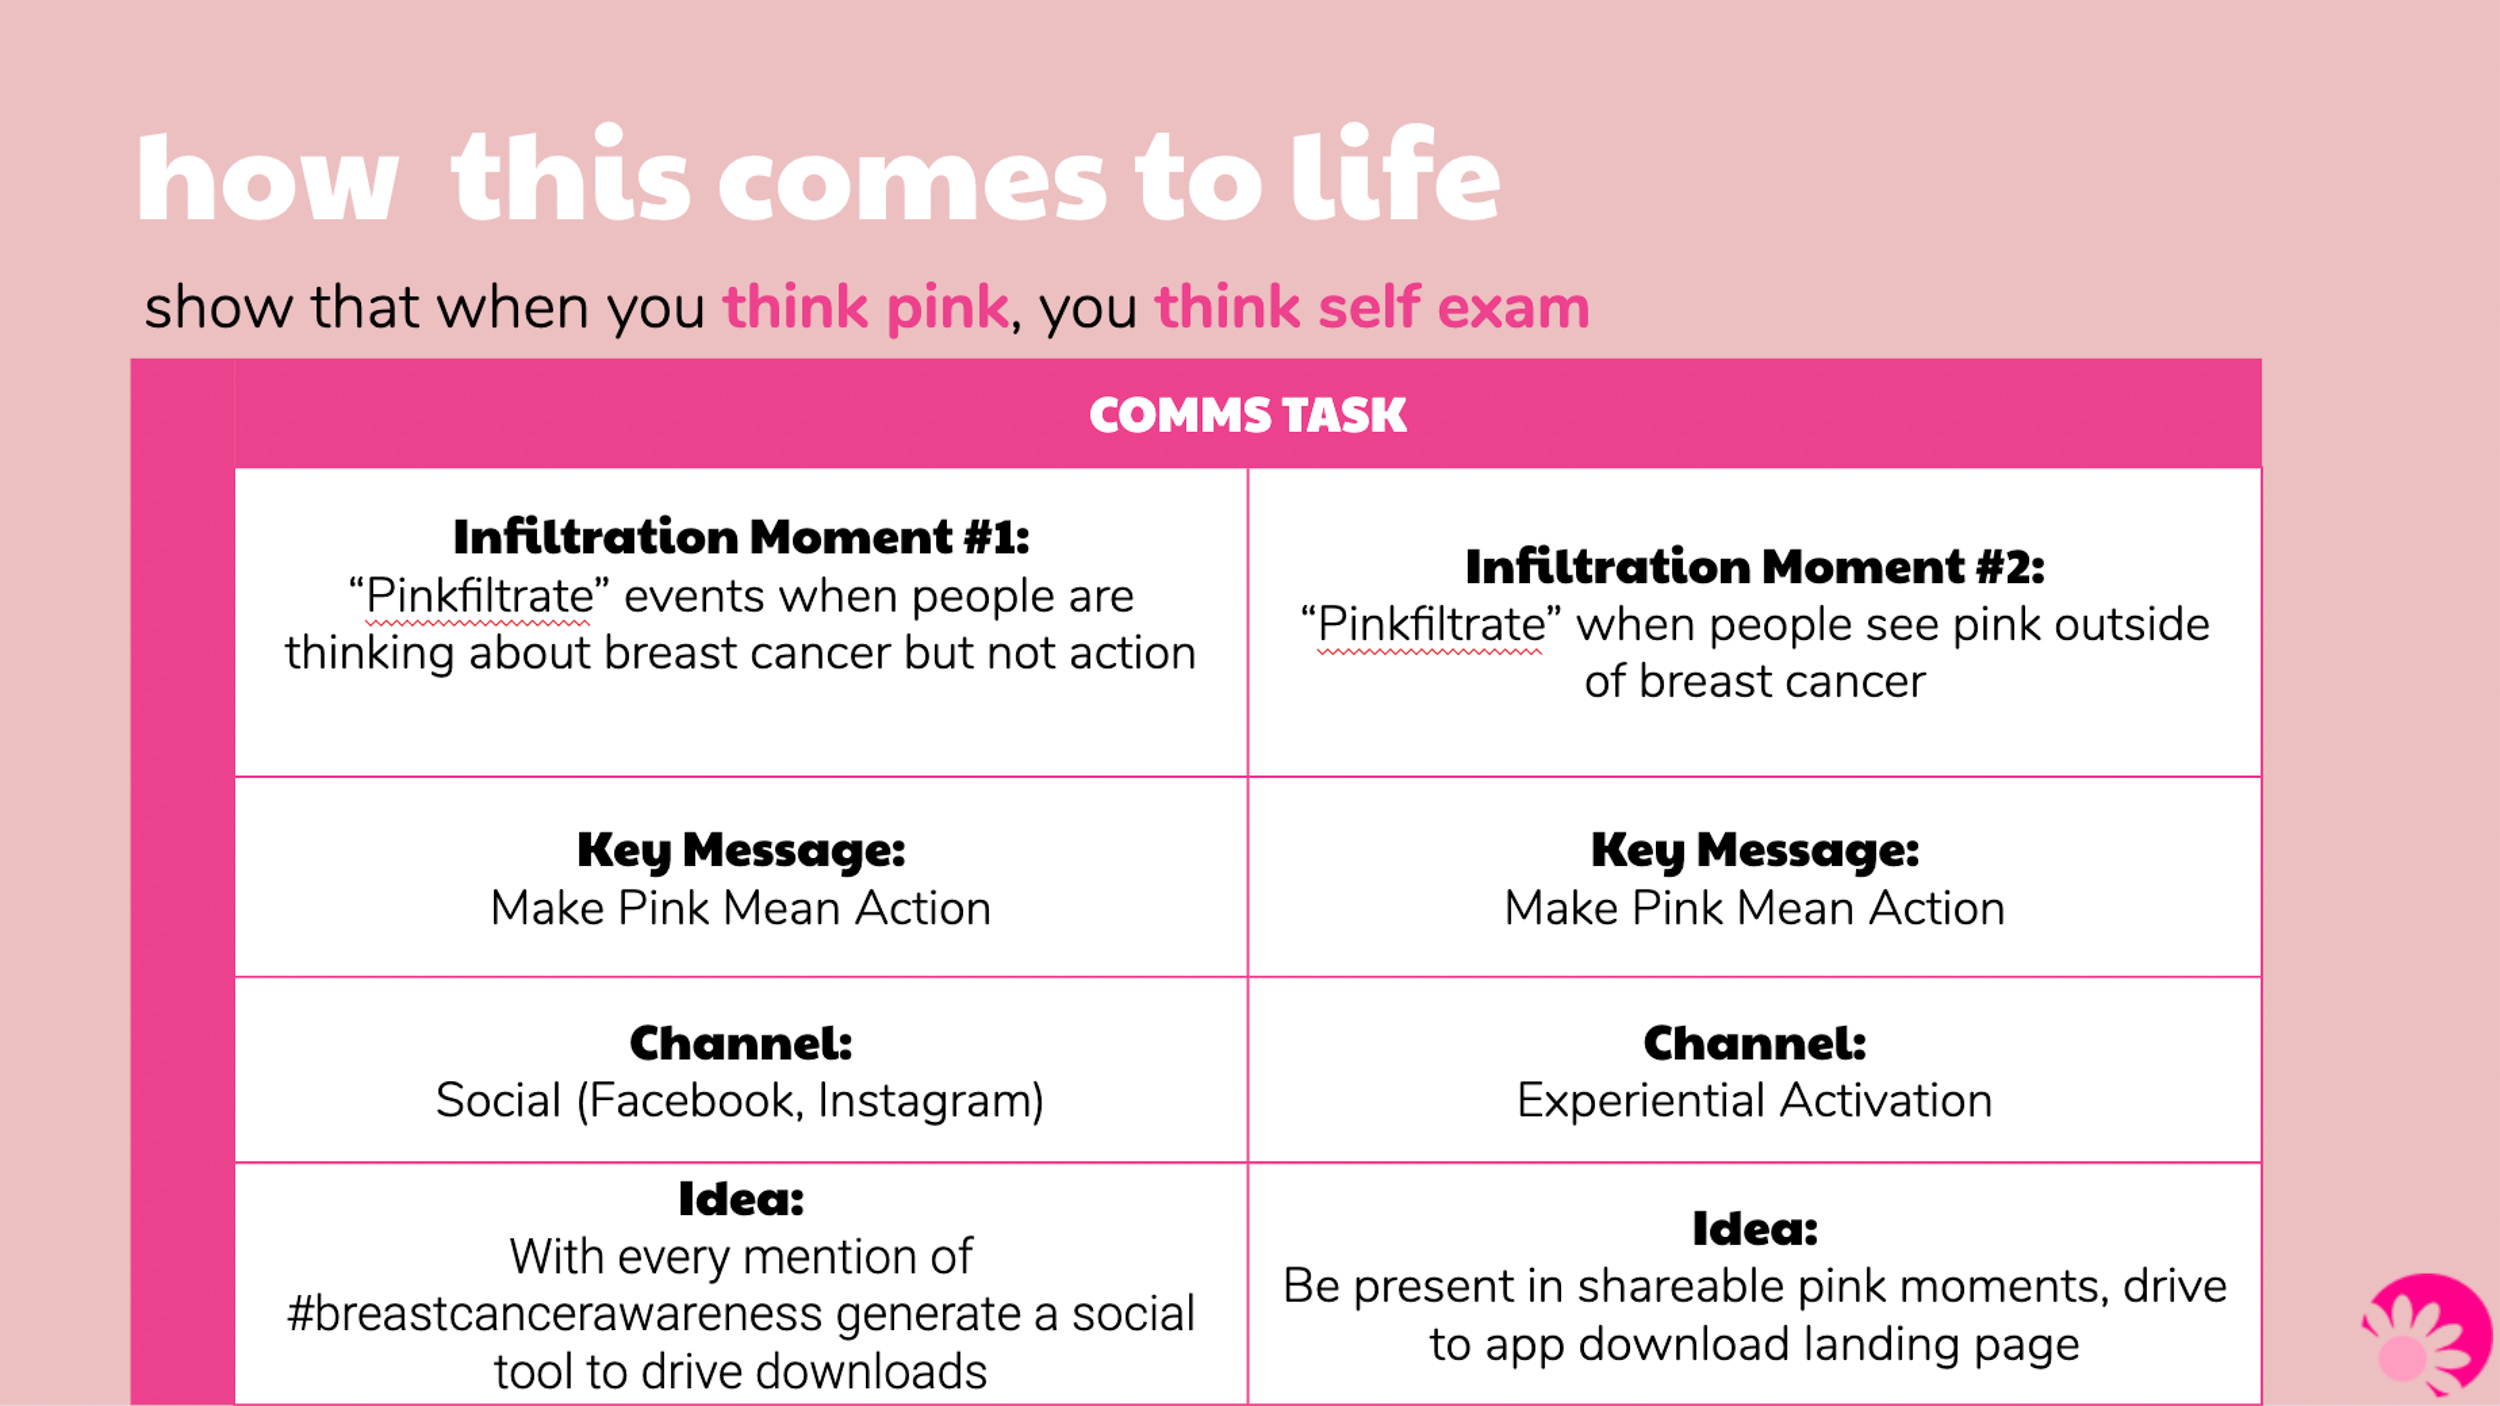 how this comes to life
show that when you think pink, you think self exam
COMMS TASK
Infiltration Moment #1:
“Pinkfiltrate” events when people are
thinking about breast cancer but not action
Infiltration Moment #2:
“Pinkfiltrate” when people see pink outside
of breast cancer
Key Message:
Make Pink Mean Action
Key Message:
Make Pink Mean Action
Channel:
Social (Facebook, Instagram)
Channel:
Experiential Activation
Idea:
With every mention of
#breastcancerawareness generate a social
tool to drive downloads
Idea:
Be present in shareable pink moments, drive
to app download landing page